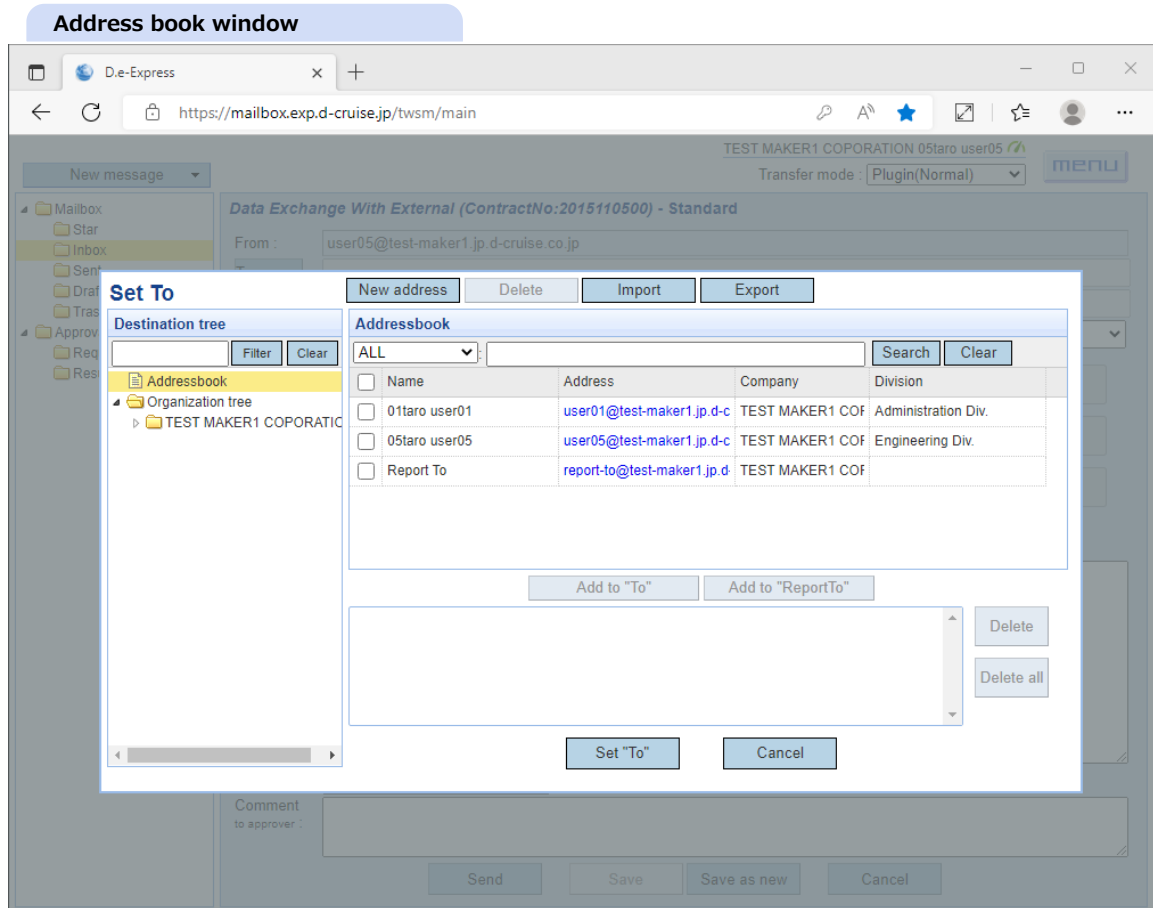 Address book window
D.e-Express
https://mailbox.exp.d-cruise.jp/twsm/main
TEST MAKER1 COPORATION 05taro user05
New message
Transfer mode : Plugin(Normal)
menu
Mailbox
Star
Inbox
Sent
Draf
Tras
Approv
Req
Res
Data Exchange With External (ContractNo:2015110500) - Standard
From :
user05@test-maker1.jp.d-cruise.co.jp
Set To
New address
Delete
Import
Export
Destination tree
Filter
Clear
Addressbook
Organization tree
TEST MAKER1 COPORATIO
Addressbook
ALL
:
Search
Clear
Name Address Company Division
01taro user01 user01@test-maker1.jp.d-c TEST MAKER1 COF Administration Div.
05taro user05 user05@test-maker1.jp.d-c TEST MAKER1 COF Engineering Div.
Report To report-to@test-maker1.jp.d- TEST MAKER1 COF
Add to "To"
Add to "ReportTo"
Delete
Delete all
Set "To"
Cancel
Comment
to approver :
Send
Save
Save as new
Cancel